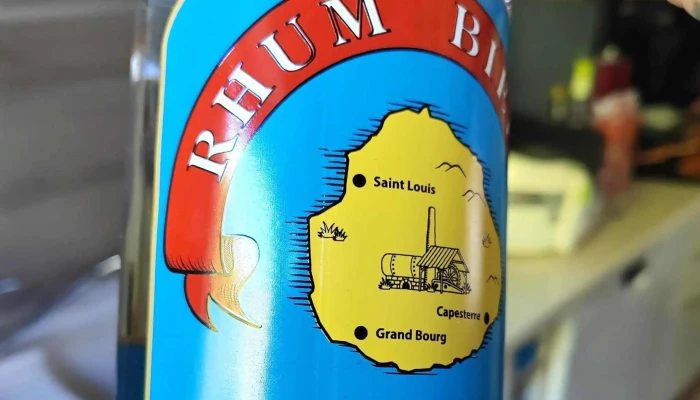 RHUM
Saint Louis
Capesterre
Grand Bourg